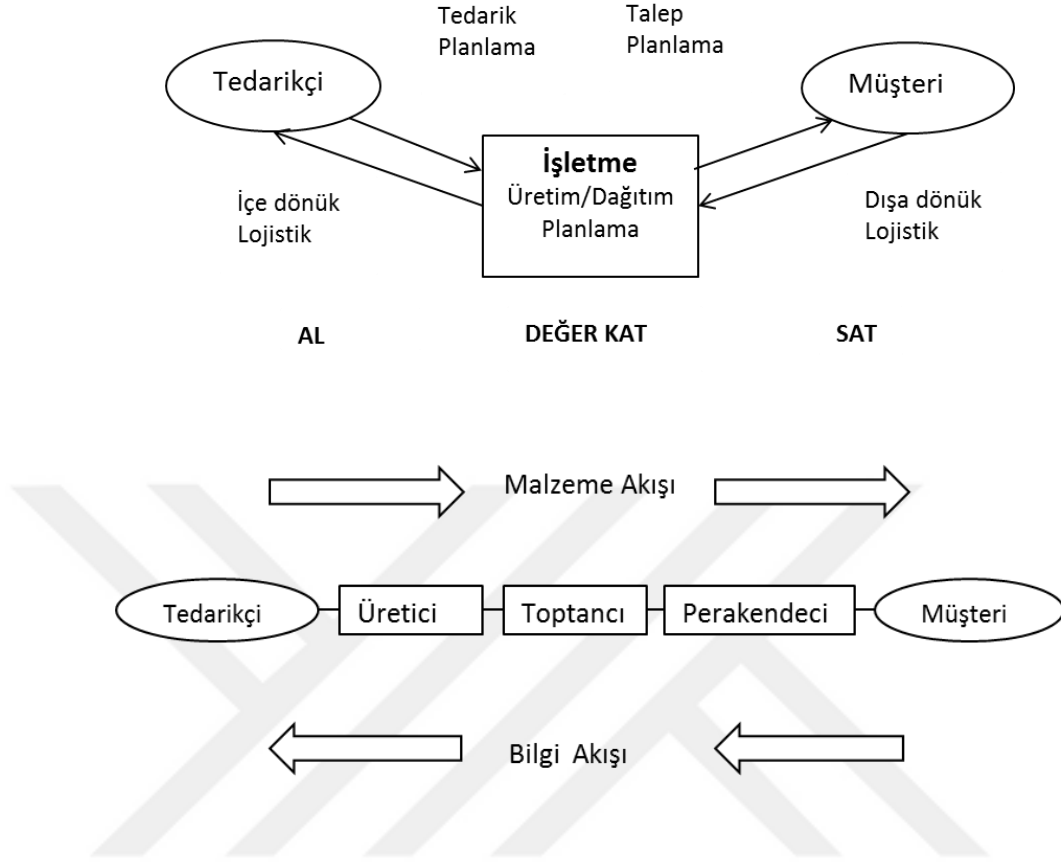 Tedarik
Planlama
Talep
Planlama
Tedarikçi
Müşteri
İşletme
Üretim/Dağıtım
Planlama
İçe dönük
Lojistik
Dışa dönük
Lojistik
AL
DEĞER KAT
SAT
Malzeme Akışı
Tedarikçi
Üretici
Toptancı
Perakendeci
Müşteri
Bilgi Akışı